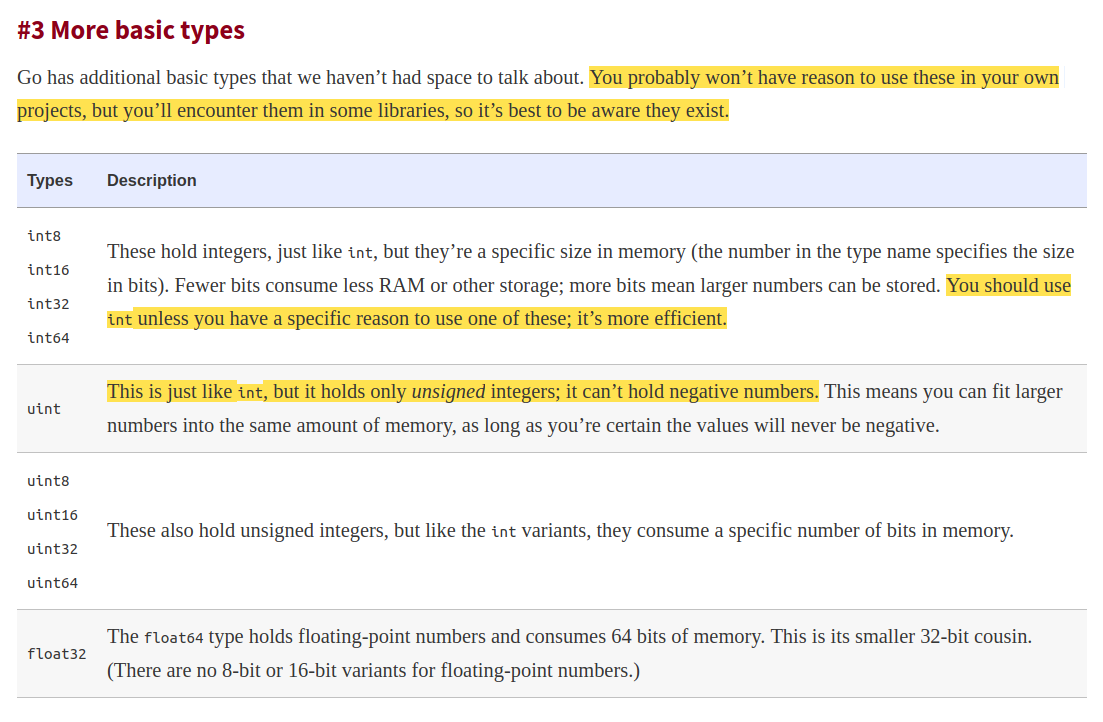 #3 More basic types
Go has additional basic types that we haven’t had space to talk about. You probably won’t have reason to use these in your own
projects, but you’ll encounter them in some libraries, so it’s best to be aware they exist.
Types Description
int8
int16
int32
int64
These hold integers, just like int, but they’re a specific size in memory (the number in the type name specifies the size
in bits). Fewer bits consume less RAM or other storage; more bits mean larger numbers can be stored. You should use
int unless you have a specific reason to use one of these; it’s more efficient.
uint
This is just like int, but it holds only unsigned integers; it can’t hold negative numbers. This means you can fit larger
numbers into the same amount of memory, as long as you’re certain the values will never be negative.
uint8
uint16
uint32
uint64
These also hold unsigned integers, but like the int variants, they consume a specific number of bits in memory.
float32
The float64 type holds floating-point numbers and consumes 64 bits of memory. This is its smaller 32-bit cousin.
(There are no 8-bit or 16-bit variants for floating-point numbers.)